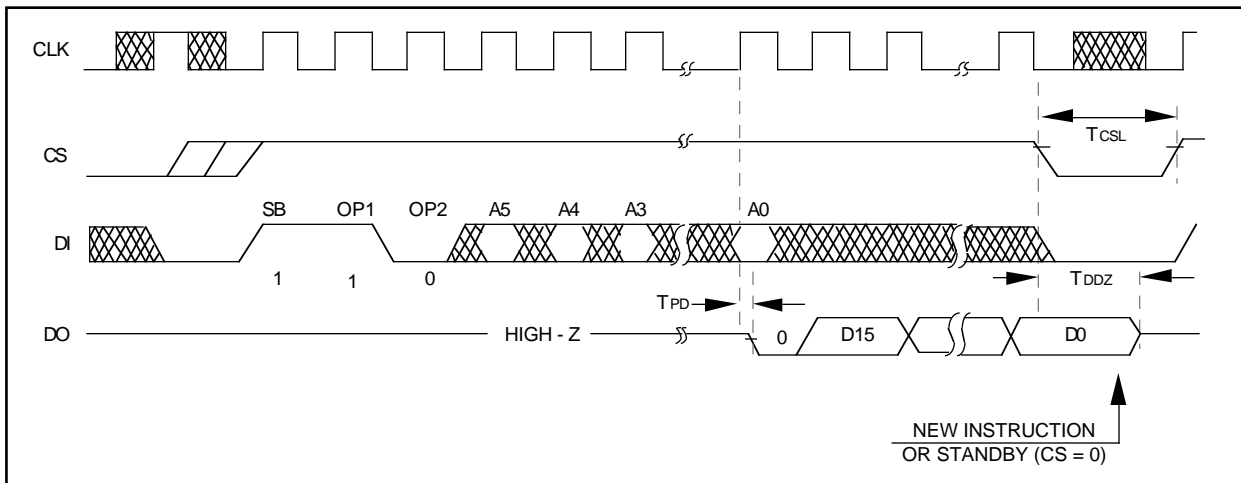 CLK
CS
TCSL
SB OP1 OP2 A5 A4 A3 A0
DI
1 1 0
TPD
TDDZ
DO
HIGH - Z
0 D15 D0
NEW INSTRUCTION
OR STANDBY (CS = 0)